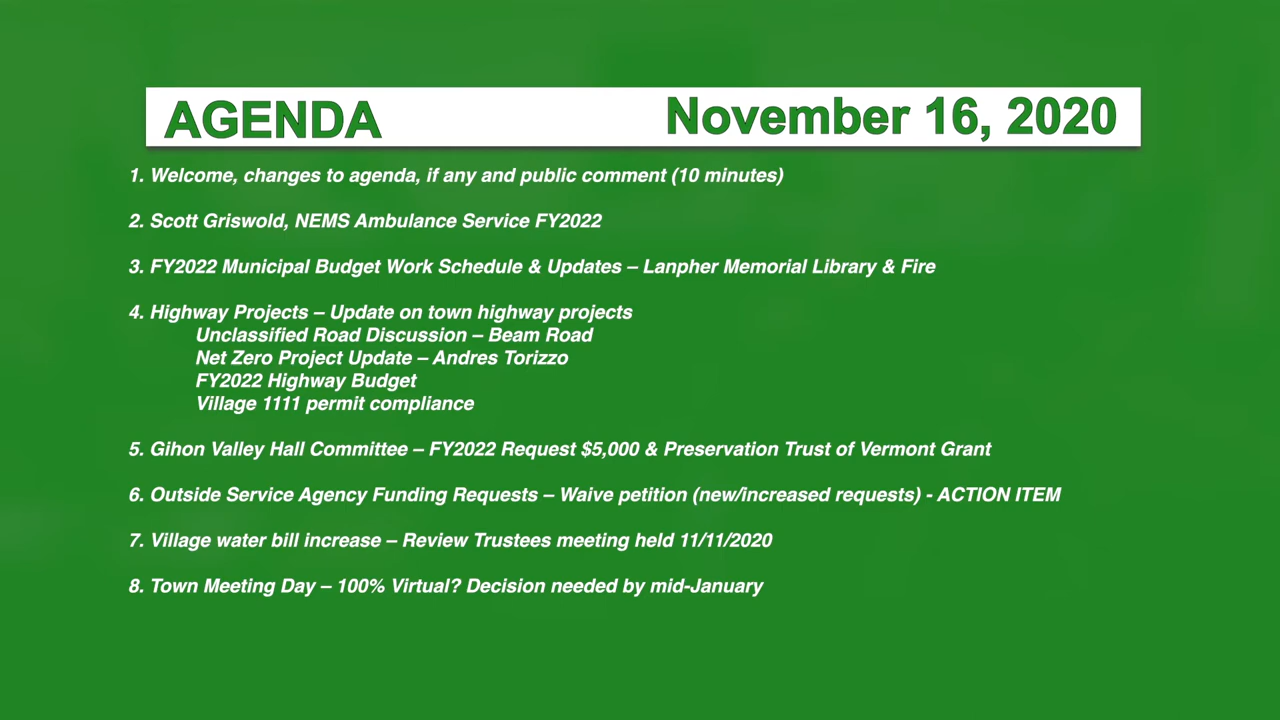 AGENDA November 16, 2020
1. Welcome, changes to agenda, if any and public comment (10 minutes)
2. Scott Griswold, NEMS Ambulance Service FY2022
3. FY2022 Municipal Budget Work Schedule & Updates – Lanpher Memorial Library & Fire
4. Highway Projects – Update on town highway projects
Unclassified Road Discussion – Beam Road
Net Zero Project Update – Andres Torizzo
FY2022 Highway Budget
Village 1111 permit compliance
5. Gihon Valley Hall Committee – FY2022 Request $5,000 & Preservation Trust of Vermont Grant
6. Outside Service Agency Funding Requests – Waive petition (new/increased requests) - ACTION ITEM
7. Village water bill increase – Review Trustees meeting held 11/11/2020
8. Town Meeting Day – 100% Virtual? Decision needed by mid-January